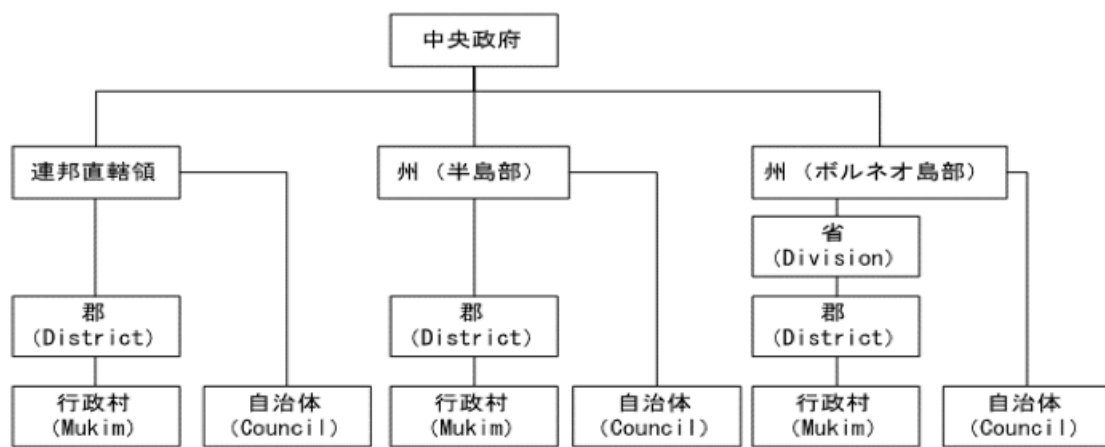 中央政府
連邦直轄領
州（半島部）
州（ボルネオ島部）
省
(Division)
郡
(District)
郡
(District)
郡
(District)
行政村
(Mukim)
自治体
(Council)
行政村
(Mukim)
自治体
(Council)
行政村
(Mukim)
自治体
(Council)